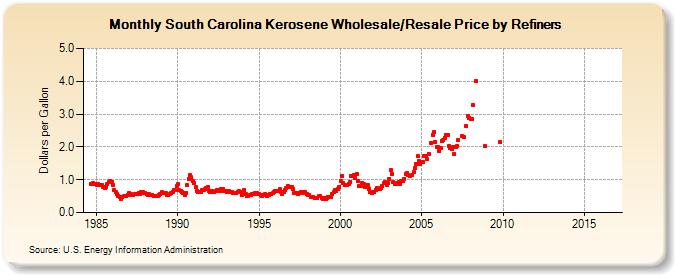 Monthly South Carolina Kerosene Wholesale/Resale Price by Refiners
Dollars per Gallon
5.0
4.0
3.0
2.0
1.0
0.0
1985 1990 1995 2000 2005 2010 2015
Source: U.S. Energy Information Administration